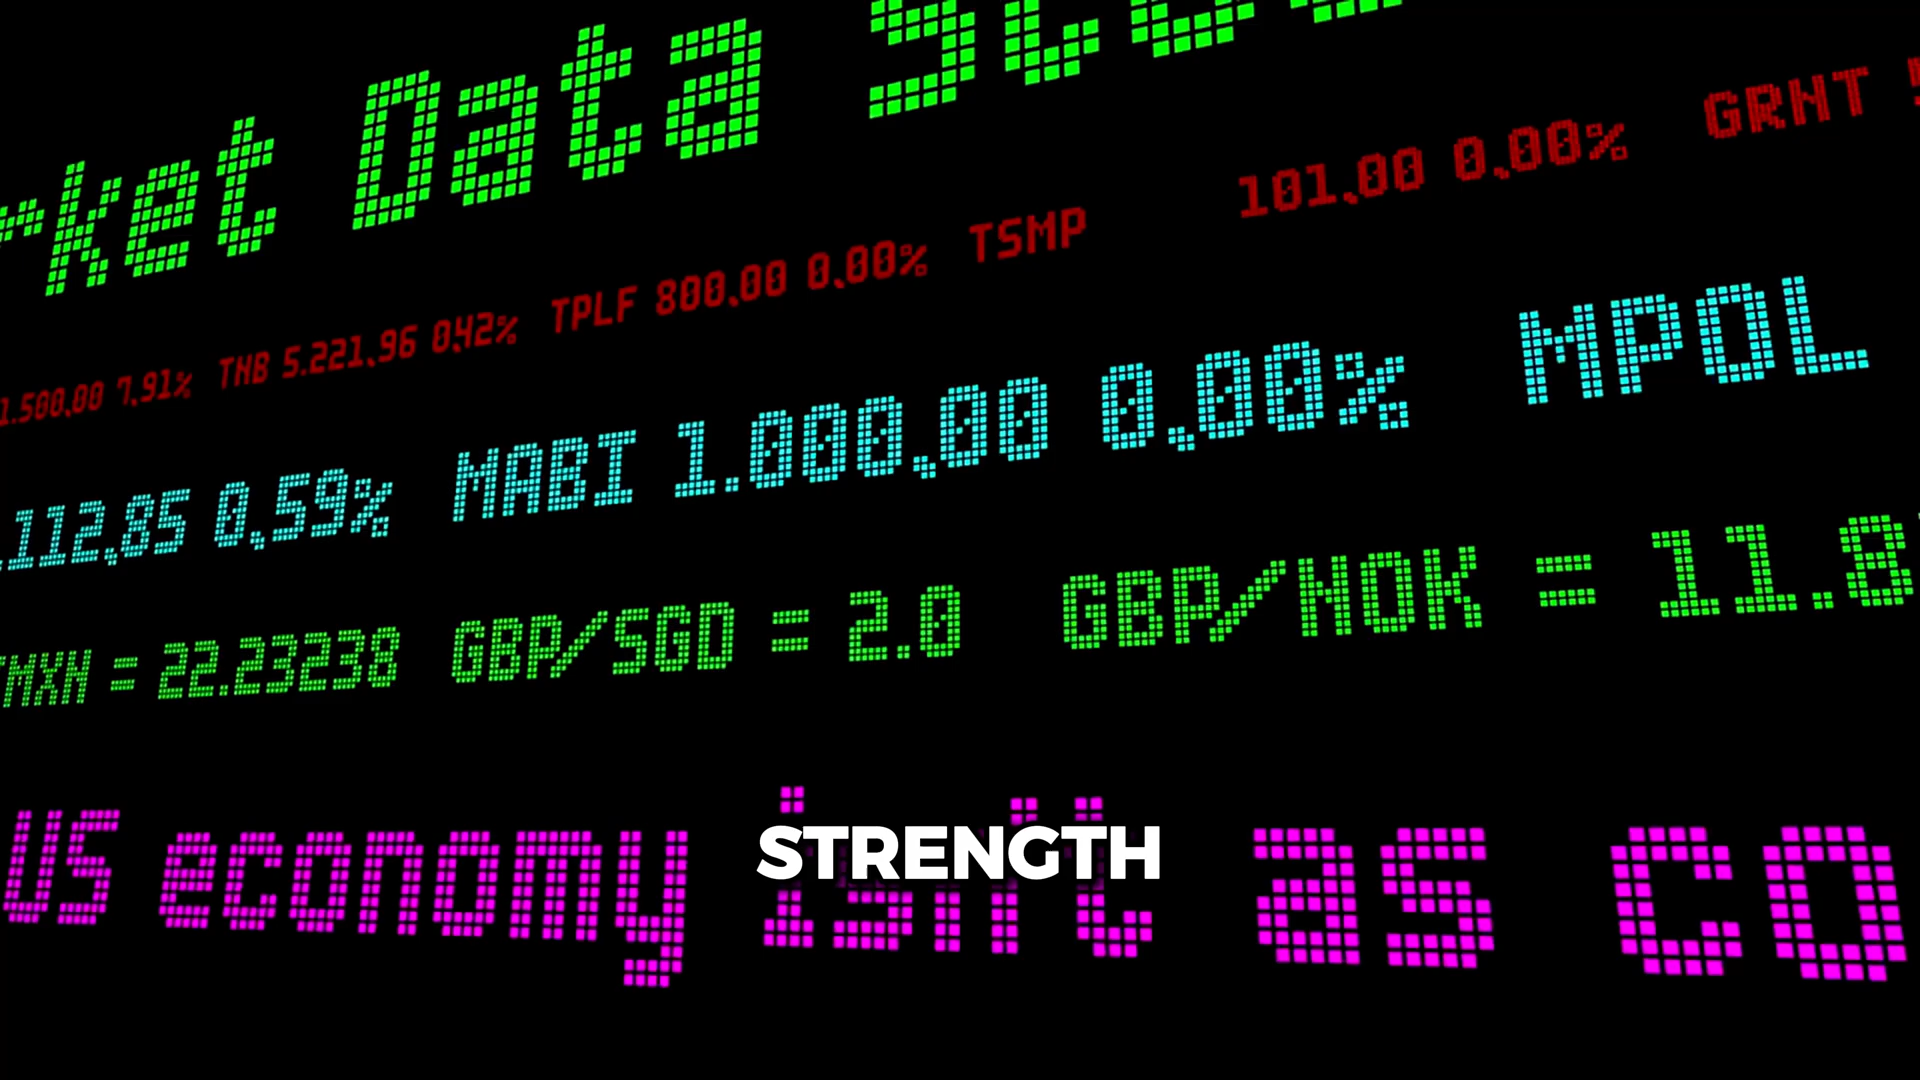 rket Data
1.500,00 7,91% THB 5.221,96 0,42% TPLF 800,00 0,00% TSMP 101,00 0,00% GRNT
.112,85 0,59% MABI 1.000,00 0,00% MPOL
MXN = 22.23238 GBP/SGD = 2.0 GBP/NOK = 11.8
US economy isn't as co
STRENGTH